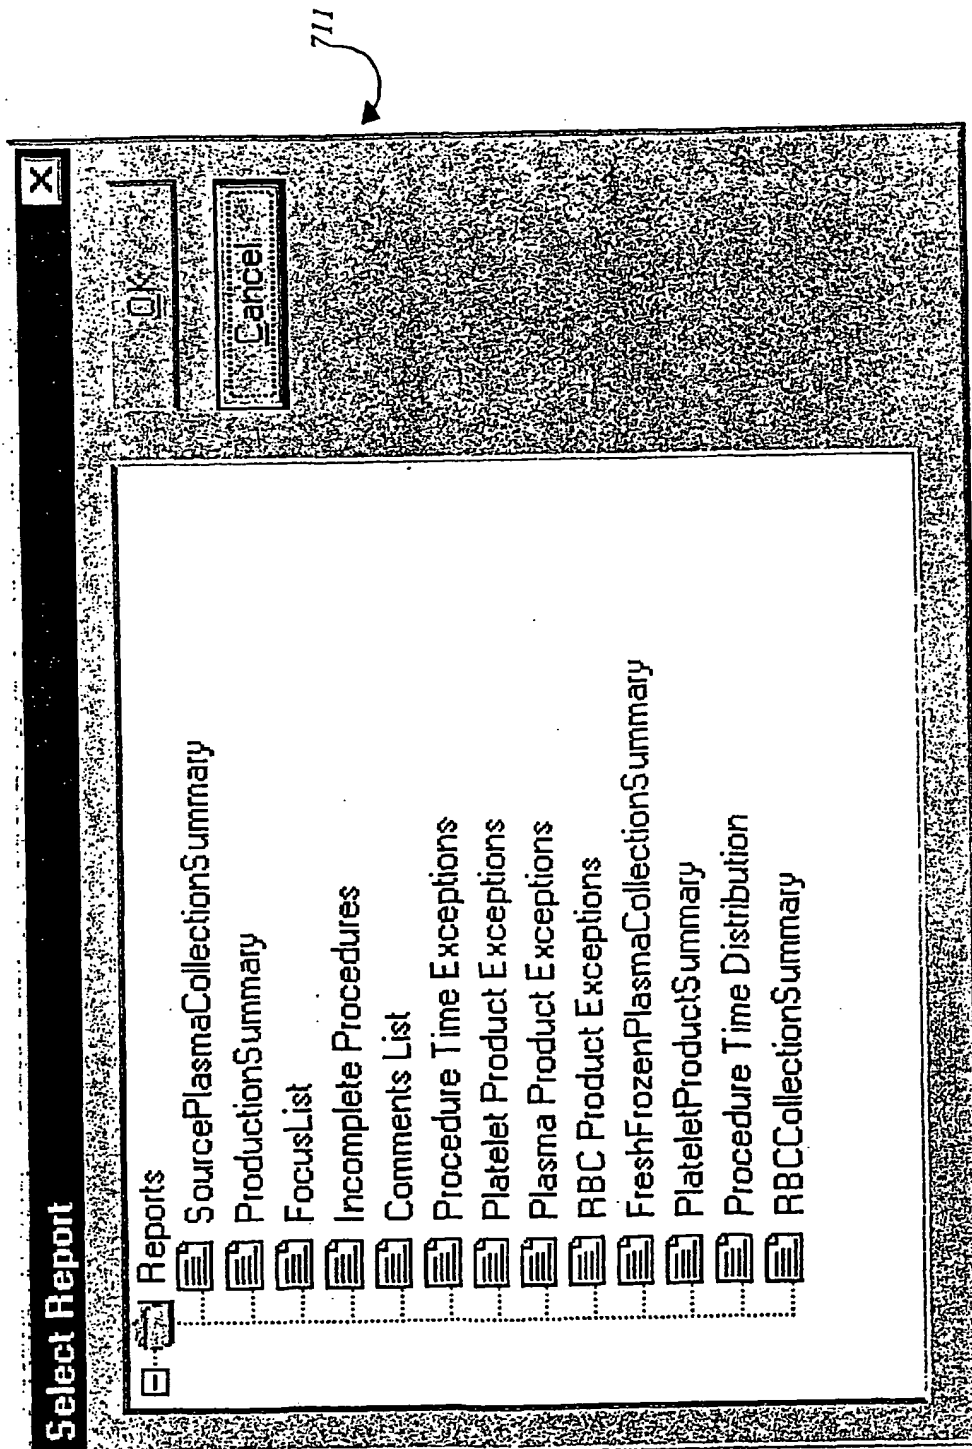 Select Report
Reports
SourcePlasmaCollectionSummary
ProductionSummary
FocusList
Incomplete Procedures
Comments List
Procedure Time Exceptions
Platelet Product Exceptions
Plasma Product Exceptions
RBC Product Exceptions
FreshFrozenPlasmaCollectionSummary
PlateletProductSummary
Procedure Time Distribution
RBCCollectionSummary
OK
Cancel
711